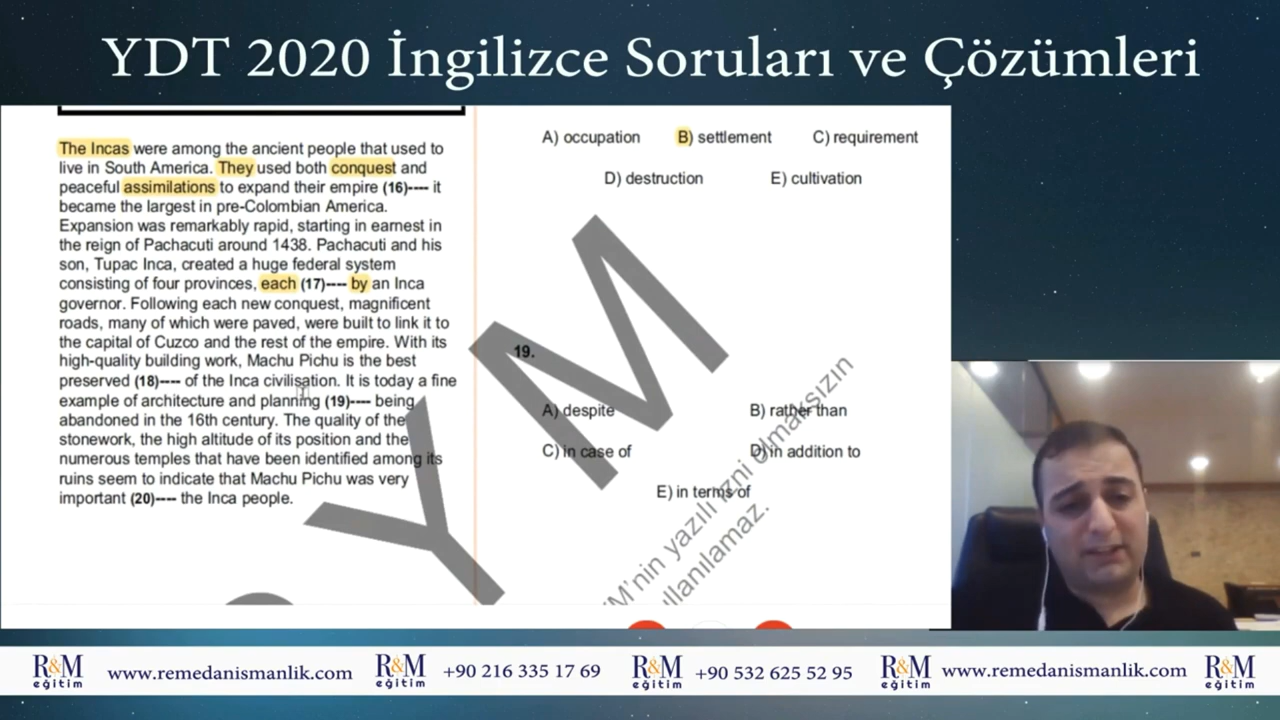 YDT 2020 İngilizce Soruları ve Çözümleri
The Incas were among the ancient people that used to
live in South America. They used both conquest and
peaceful assimilations to expand their empire (16)---- it
became the largest in pre-Colombian America.
Expansion was remarkably rapid, starting in earnest in
the reign of Pachacuti around 1438. Pachacuti and his
son, Tupac Inca, created a huge federal system
consisting of four provinces, each (17)---- by an Inca
governor. Following each new conquest, magnificent
roads, many of which were paved, were built to link it to
the capital of Cuzco and the rest of the empire. With its
high-quality building work, Machu Pichu is the best
preserved (18)---- of the Inca civilisation. It is today a fine
example of architecture and planning (19)---- being
abandoned in the 16th century. The quality of the
stonework, the high altitude of its position and the
numerous temples that have been identified among its
ruins seem to indicate that Machu Pichu was very
important (20)---- the Inca people.
A) occupation B) settlement C) requirement
D) destruction E) cultivation
19.
A) despite B) rather than
C) in case of D) in addition to
E) in terms of
YM
M'nin yazılı izni olmaksızın
llanılamaz.
R&M eğitim www.remedanismanlik.com R&M eğitim +90 216 335 17 69 R&M eğitim +90 532 625 52 95 R&M eğitim www.remedanismanlik.com R&M eğitim